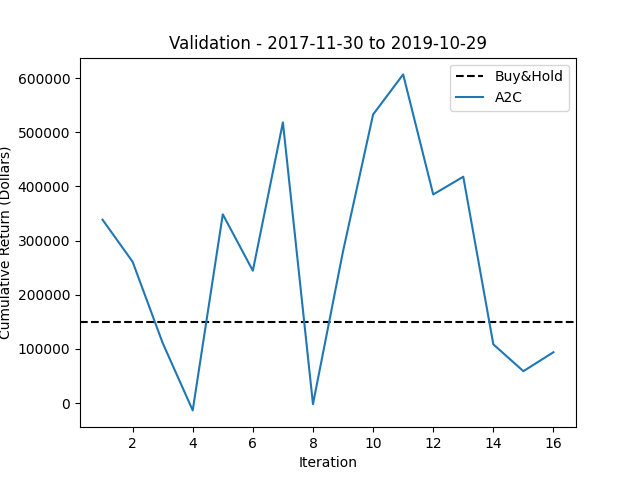 Validation - 2017-11-30 to 2019-10-29
Buy&Hold
A2C
Cumulative Return (Dollars)
600000
500000
400000
300000
200000
100000
0
2 4 6 8 10 12 14 16
Iteration